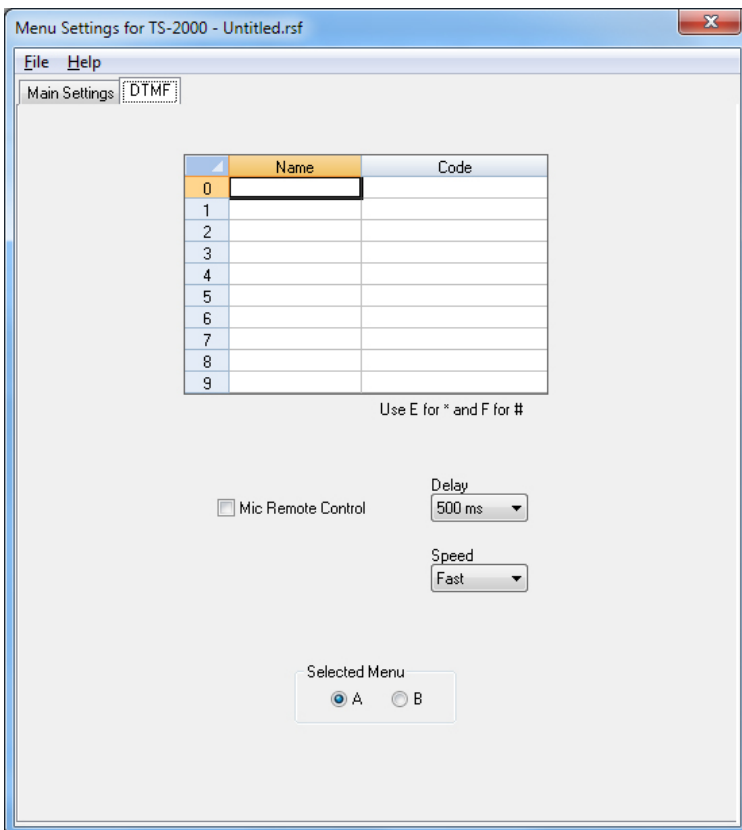 Menu Settings for TS-2000 - Untitled.rsf
File Help
Main Settings DTMF
Name Code
0
1
2
3
4
5
6
7
8
9
Use E for * and F for #
Delay
Mic Remote Control 500 ms
Speed
Fast
Selected Menu
A B